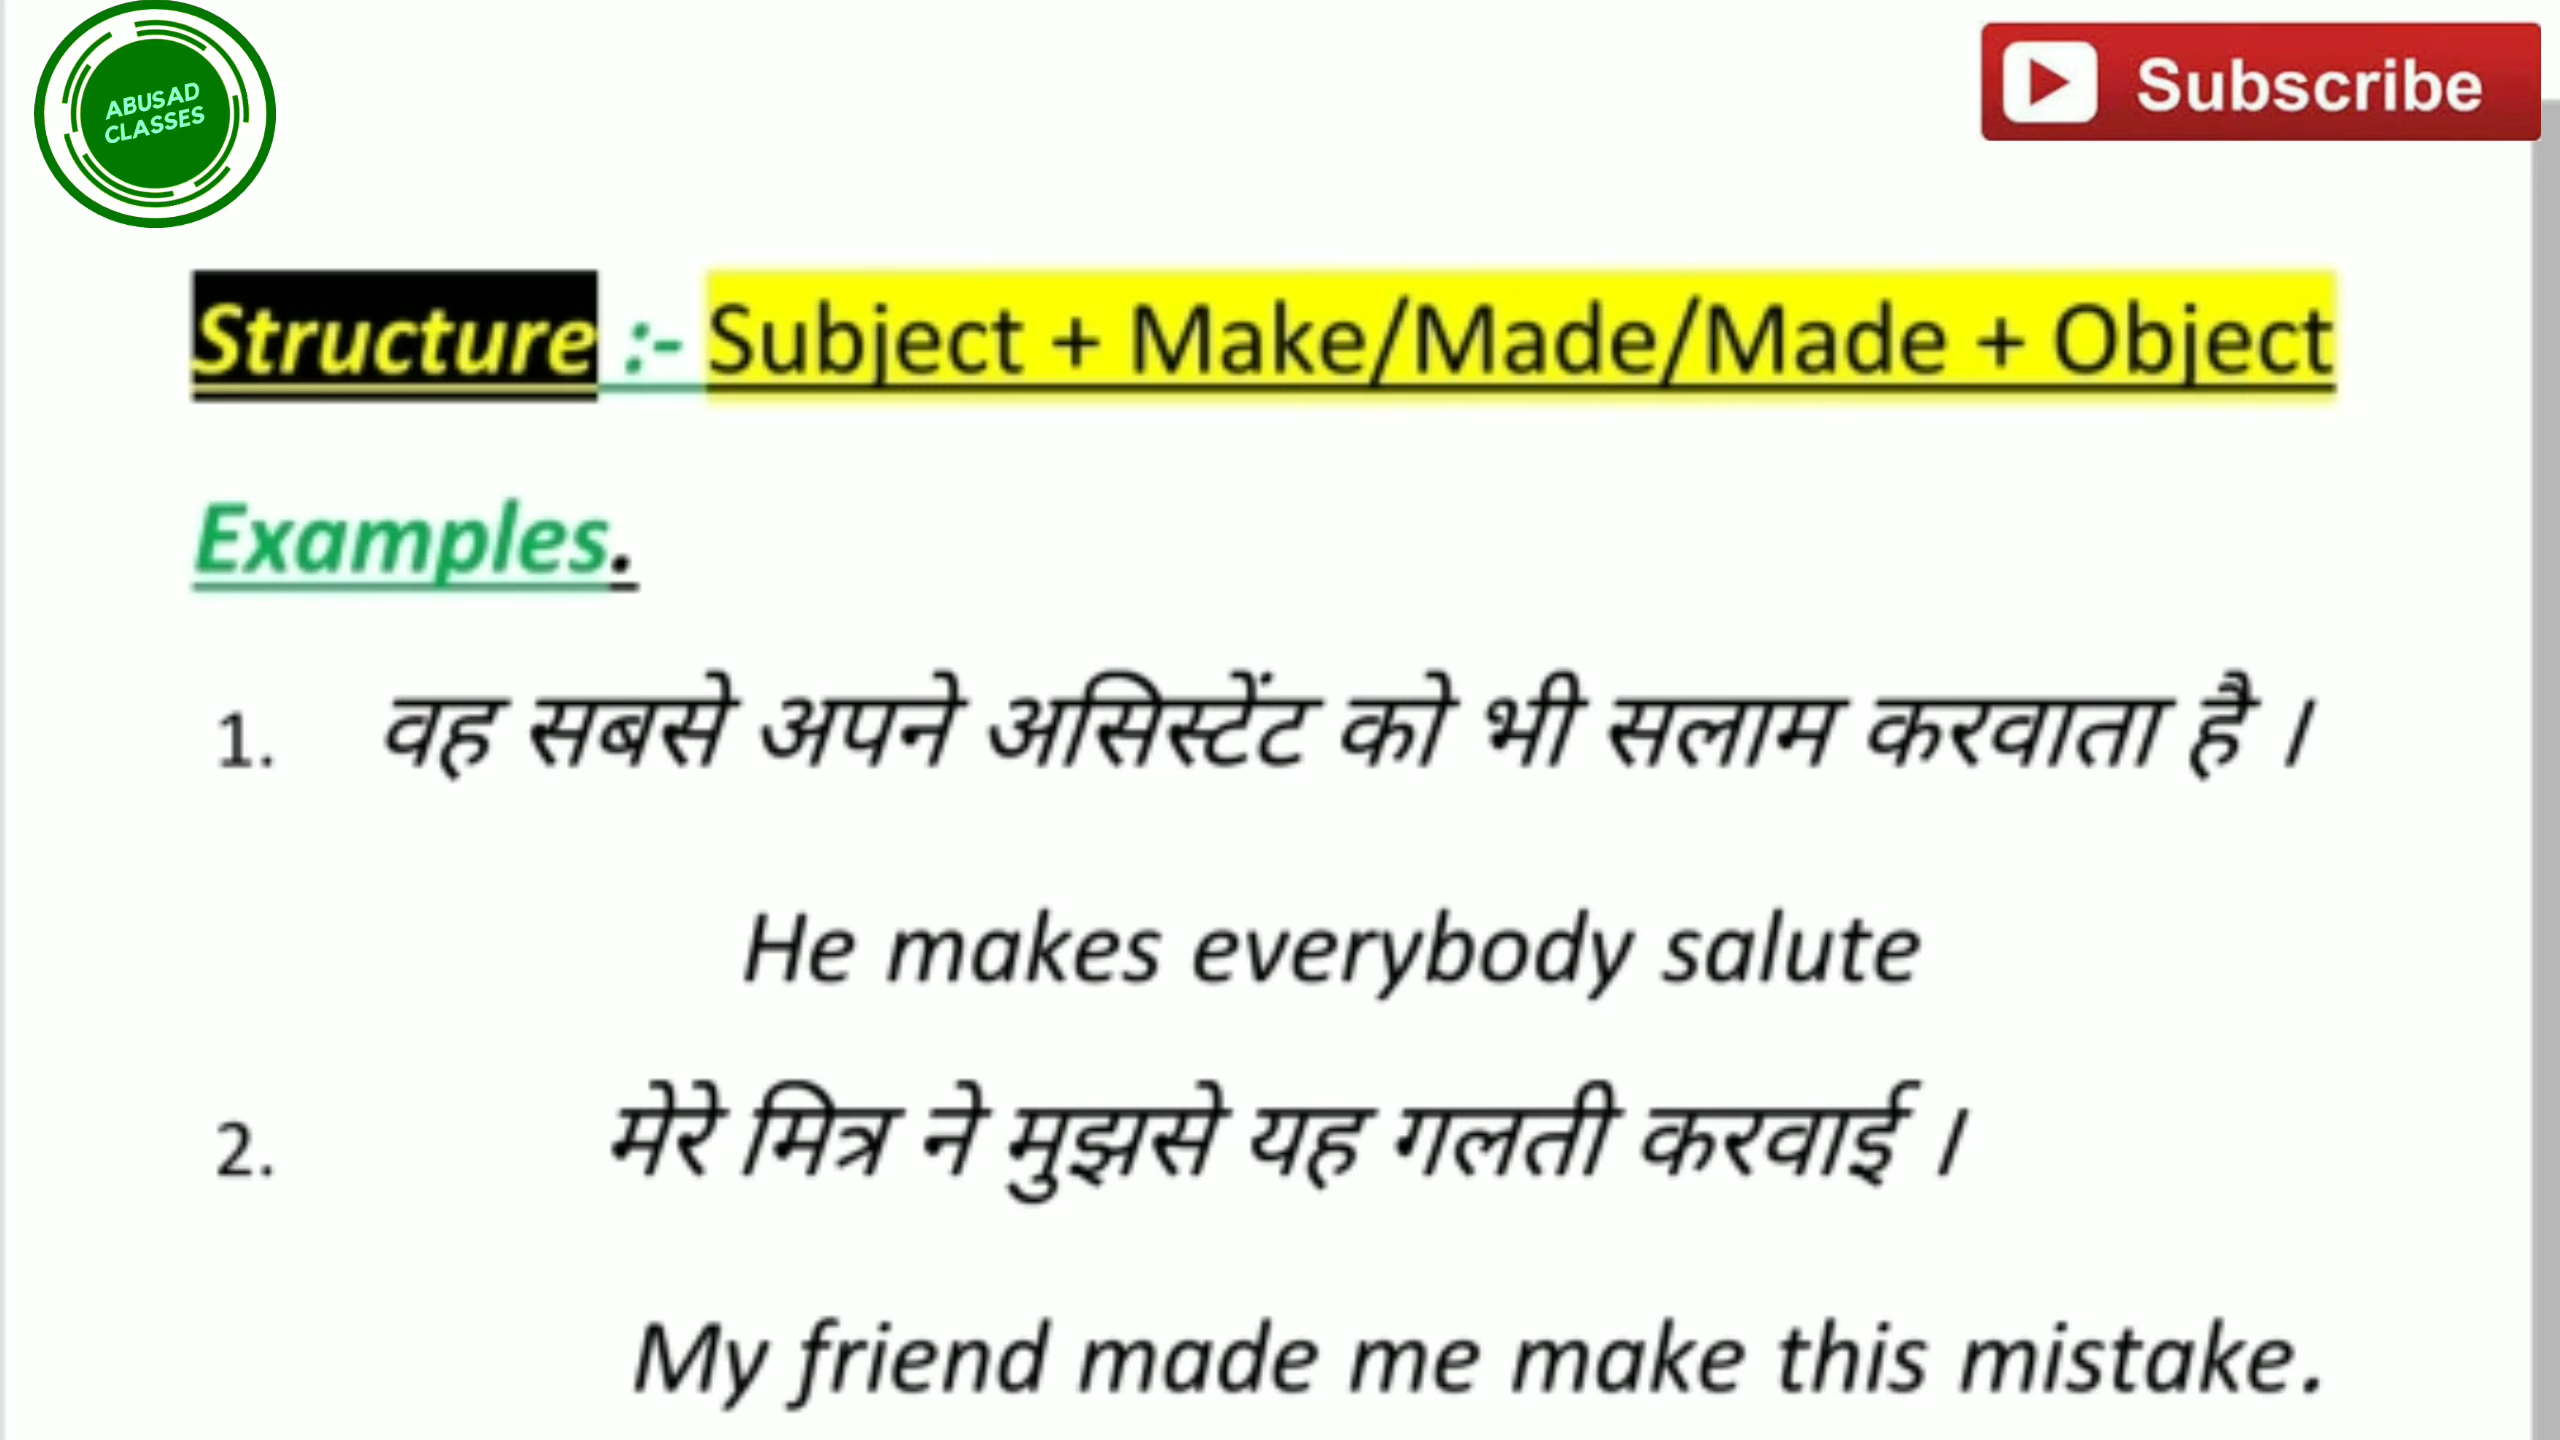 ABUSAD
CLASSES
Subscribe
Structure :- Subject + Make/Made/Made + Object
Examples.
1. वह सबसे अपने असिस्टेंट को भी सलाम करवाता है ।
He makes everybody salute
2. मेरे मित्र ने मुझसे यह गलती करवाई ।
My friend made me make this mistake.